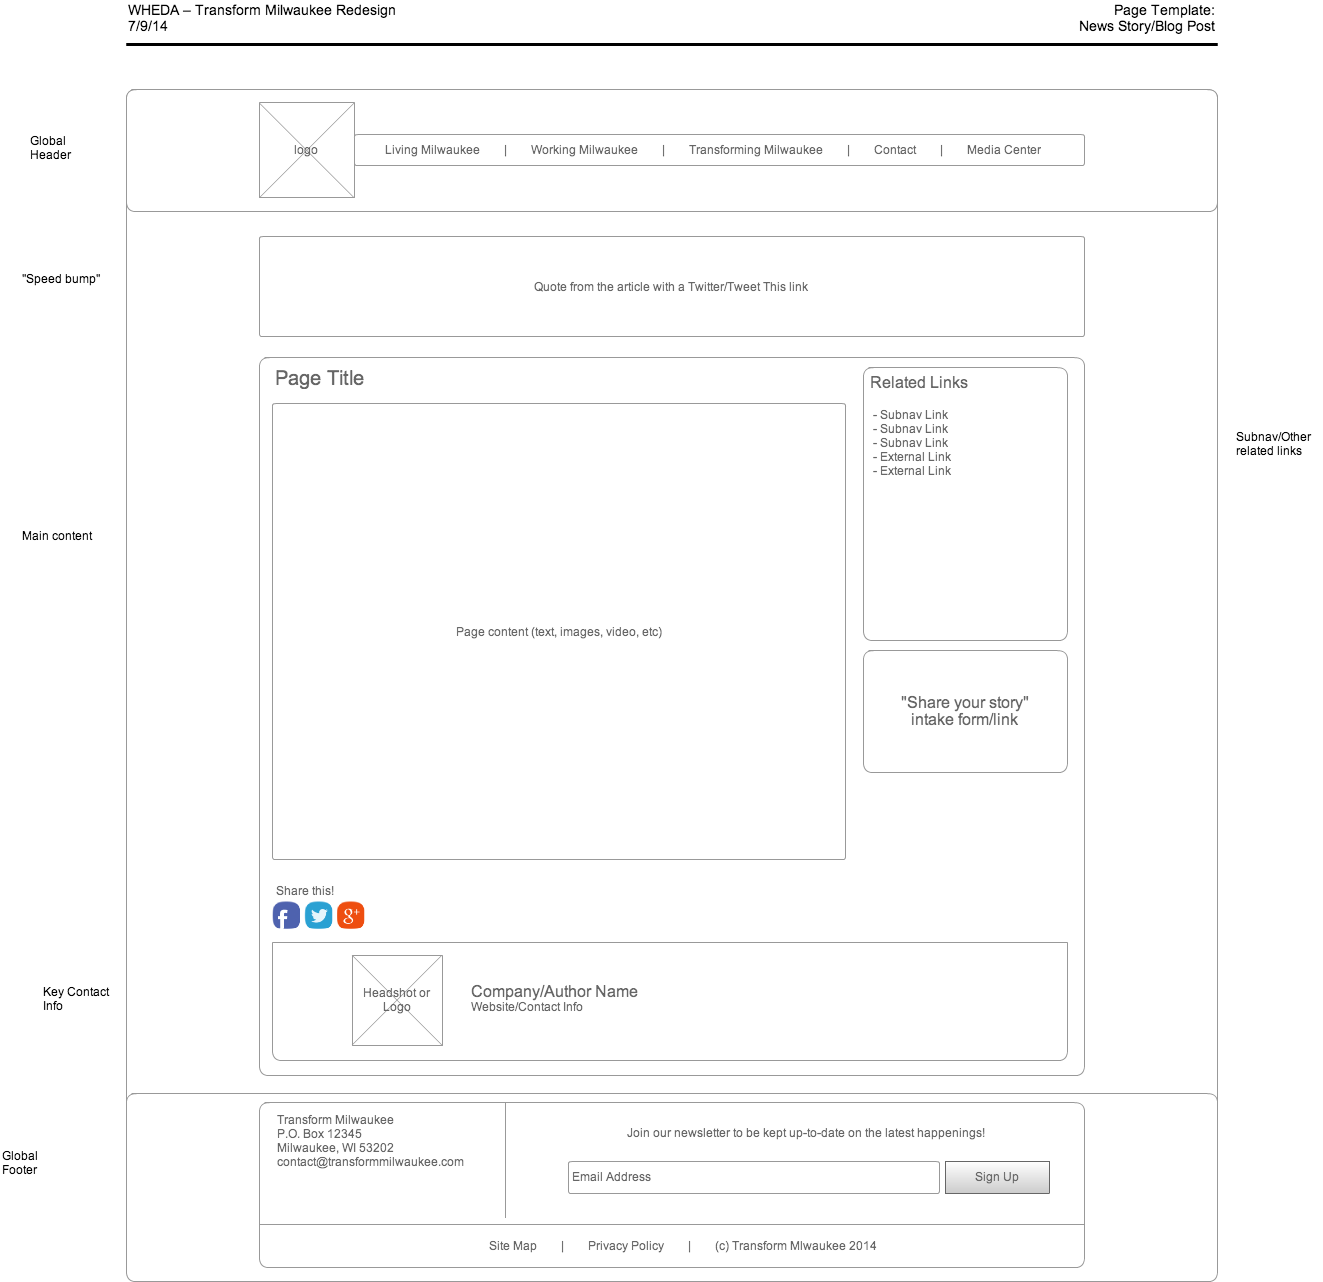 WHEDA – Transform Milwaukee Redesign
7/9/14
Page Template:
News Story/Blog Post
Global
Header
logo
Living Milwaukee | Working Milwaukee | Transforming Milwaukee | Contact | Media Center
"Speed bump"
Quote from the article with a Twitter/Tweet This link
Page Title
Related Links
- Subnav Link
- Subnav Link
- Subnav Link
- External Link
- External Link
Subnav/Other
related links
Main content
Page content (text, images, video, etc)
"Share your story"
intake form/link
Share this!
Key Contact
Info
Headshot or
Logo
Company/Author Name
Website/Contact Info
Global
Footer
Transform Milwaukee
P.O. Box 12345
Milwaukee, WI 53202
contact@transformmilwaukee.com
Join our newsletter to be kept up-to-date on the latest happenings!
Email Address
Sign Up
Site Map | Privacy Policy | (c) Transform Mlwaukee 2014